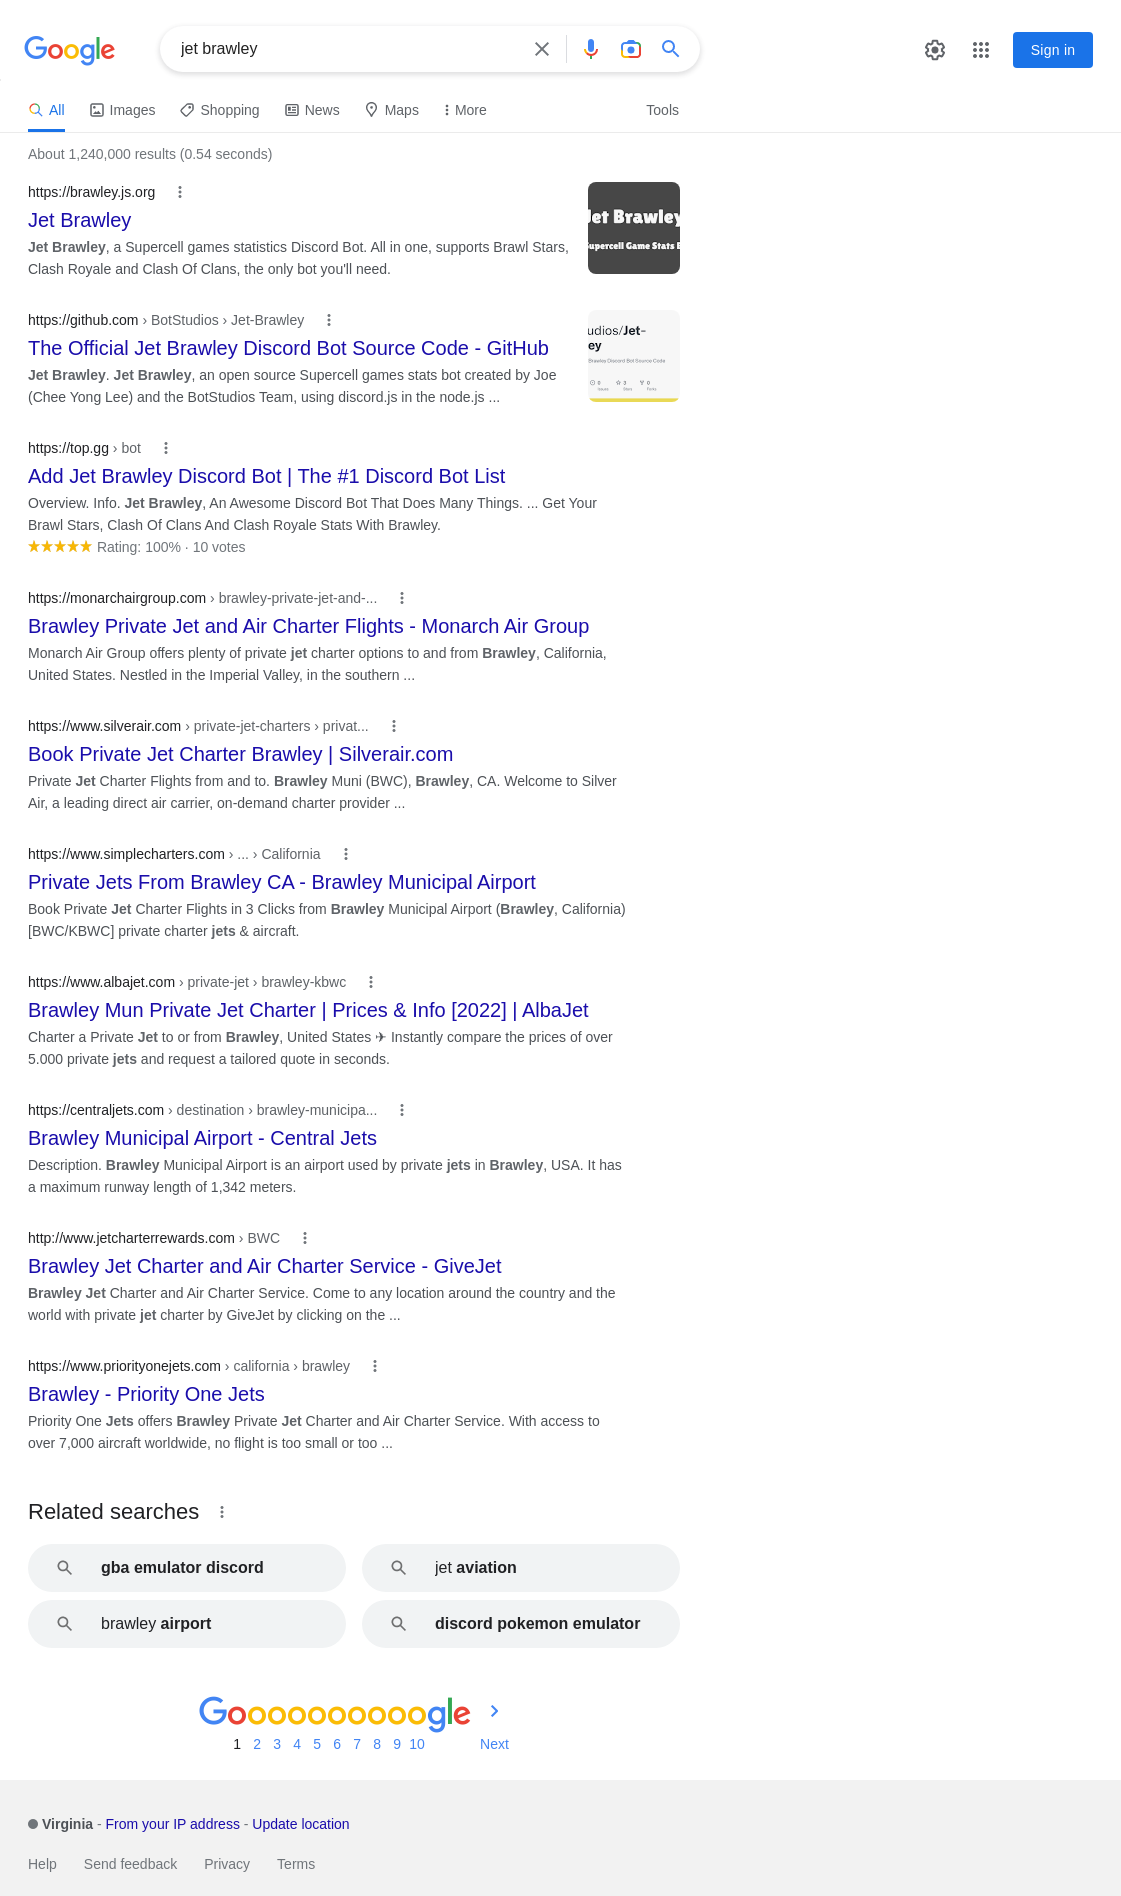 Google
jet brawley
Sign in
All Images Shopping News Maps More Tools
About 1,240,000 results (0.54 seconds)
https://brawley.js.org
Jet Brawley
Jet Brawley, a Supercell games statistics Discord Bot. All in one, supports Brawl Stars,
Clash Royale and Clash Of Clans, the only bot you'll need.
Jet Brawley
Supercell Game Stats B
https://github.com › BotStudios › Jet-Brawley
The Official Jet Brawley Discord Bot Source Code - GitHub
Jet Brawley. Jet Brawley, an open source Supercell games stats bot created by Joe
(Chee Yong Lee) and the BotStudios Team, using discord.js in the node.js ...
udios/Jet-
ey
Brawley Discord Bot Source Code
0 3 0
Issues Stars Forks
https://top.gg › bot
Add Jet Brawley Discord Bot | The #1 Discord Bot List
Overview. Info. Jet Brawley, An Awesome Discord Bot That Does Many Things. ... Get Your
Brawl Stars, Clash Of Clans And Clash Royale Stats With Brawley.
Rating: 100% · 10 votes
https://monarchairgroup.com › brawley-private-jet-and-...
Brawley Private Jet and Air Charter Flights - Monarch Air Group
Monarch Air Group offers plenty of private jet charter options to and from Brawley, California,
United States. Nestled in the Imperial Valley, in the southern ...
https://www.silverair.com › private-jet-charters › privat...
Book Private Jet Charter Brawley | Silverair.com
Private Jet Charter Flights from and to. Brawley Muni (BWC), Brawley, CA. Welcome to Silver
Air, a leading direct air carrier, on-demand charter provider ...
https://www.simplecharters.com › ... › California
Private Jets From Brawley CA - Brawley Municipal Airport
Book Private Jet Charter Flights in 3 Clicks from Brawley Municipal Airport (Brawley, California)
[BWC/KBWC] private charter jets & aircraft.
https://www.albajet.com › private-jet › brawley-kbwc
Brawley Mun Private Jet Charter | Prices & Info [2022] | AlbaJet
Charter a Private Jet to or from Brawley, United States ✈ Instantly compare the prices of over
5.000 private jets and request a tailored quote in seconds.
https://centraljets.com › destination › brawley-municipa...
Brawley Municipal Airport - Central Jets
Description. Brawley Municipal Airport is an airport used by private jets in Brawley, USA. It has
a maximum runway length of 1,342 meters.
http://www.jetcharterrewards.com › BWC
Brawley Jet Charter and Air Charter Service - GiveJet
Brawley Jet Charter and Air Charter Service. Come to any location around the country and the
world with private jet charter by GiveJet by clicking on the ...
https://www.priorityonejets.com › california › brawley
Brawley - Priority One Jets
Priority One Jets offers Brawley Private Jet Charter and Air Charter Service. With access to
over 7,000 aircraft worldwide, no flight is too small or too ...
Related searches
gba emulator discord
jet aviation
brawley airport
discord pokemon emulator
Goooooooooogle
1 2 3 4 5 6 7 8 9 10 Next
Virginia - From your IP address - Update location
Help Send feedback Privacy Terms